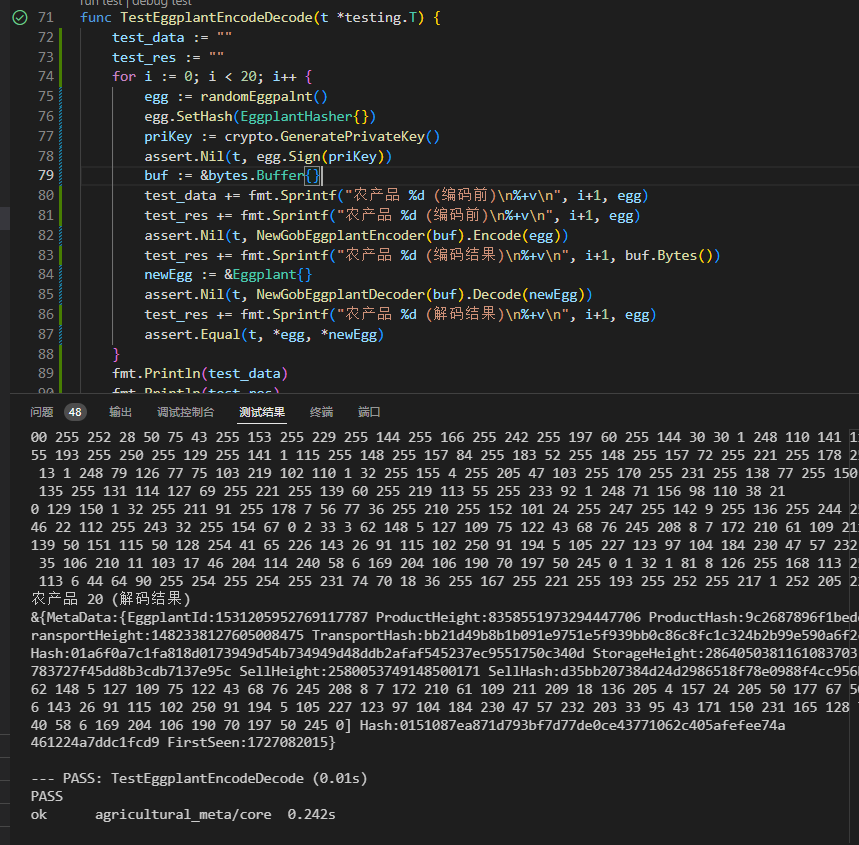 run test | debug test
71 func TestEggplantEncodeDecode(t *testing.T) {
72 test_data := ""
73 test_res := ""
74 for i := 0; i < 20; i++ {
75 egg := randomEggpalnt()
76 egg.SetHash(EggplantHasher{})
77 priKey := crypto.GeneratePrivateKey()
78 assert.Nil(t, egg.Sign(priKey))
79 buf := &bytes.Buffer{}
80 test_data += fmt.Sprintf("农产品 %d (编码前)\n%+v\n", i+1, egg)
81 test_res += fmt.Sprintf("农产品 %d (编码前)\n%+v\n", i+1, egg)
82 assert.Nil(t, NewGobEggplantEncoder(buf).Encode(egg))
83 test_res += fmt.Sprintf("农产品 %d (编码结果)\n%+v\n", i+1, buf.Bytes())
84 newEgg := &Eggplant{}
85 assert.Nil(t, NewGobEggplantDecoder(buf).Decode(newEgg))
86 test_res += fmt.Sprintf("农产品 %d (解码结果)\n%+v\n", i+1, egg)
87 assert.Equal(t, *egg, *newEgg)
88 }
89 fmt.Println(test_data)
90 fmt.Println(test_res)
问题 48 输出 调试控制台 测试结果 终端 端口
00 255 252 28 50 75 43 255 153 255 229 255 144 255 166 255 242 255 197 60 255 144 30 30 1 248 110 141
55 193 255 250 255 129 255 141 1 115 255 148 255 157 84 255 183 52 255 148 255 157 72 255 221 255 178
13 1 248 79 126 77 75 103 219 102 110 1 32 255 155 4 255 205 47 103 255 170 255 231 255 138 77 255 150
135 255 131 114 127 69 255 221 255 139 60 255 219 113 55 255 233 92 1 248 71 156 98 110 38 21
0 129 150 1 32 255 211 91 255 178 7 56 77 36 255 210 255 152 101 24 255 247 255 142 9 255 136 255 244
46 22 112 255 243 32 255 154 67 0 2 33 3 62 148 5 127 109 75 122 43 68 76 245 208 8 7 172 210 61 109
139 50 151 115 50 128 254 41 65 226 143 26 91 115 102 250 91 194 5 105 227 123 97 104 184 230 47 57 232
35 106 210 11 103 17 46 204 114 240 58 6 169 204 106 190 70 197 50 245 0 1 32 1 81 8 126 255 168 113
113 6 44 64 90 255 254 255 254 255 231 74 70 18 36 255 167 255 221 255 193 255 252 255 217 1 252 205
农产品 20 (解码结果)
&{MetaData:{EggplantId:1531205952769117787 ProductHeight:8358551973294447706 ProductHash:9c2687896f1bed
ransportHeight:1482338127605008475 TransportHash:bb21d49b8b1b091e9751e5f939bb0c86c8fc1c324b2b99e590a6f2
Hash:01a6f0a7c1fa818d0173949d54b734949d48ddb2afaf545237ec9551750c340d StorageHeight:2864050381161083703
783727f45dd8b3cdb7137e95c SellHeight:2580053749148500171 SellHash:d35bb207384d24d2986518f78e0988f4cc956
62 148 5 127 109 75 122 43 68 76 245 208 8 7 172 210 61 109 211 209 18 136 205 4 157 24 205 50 177 67
6 143 26 91 115 102 250 91 194 5 105 227 123 97 104 184 230 47 57 232 203 33 95 43 171 150 231 165 128
40 58 6 169 204 106 190 70 197 50 245 0] Hash:0151087ea871d793bf7d77de0ce43771062c405afefee74a
461224a7ddc1fcd9 FirstSeen:1727082015}
--- PASS: TestEggplantEncodeDecode (0.01s)
PASS
ok agricultural_meta/core 0.242s